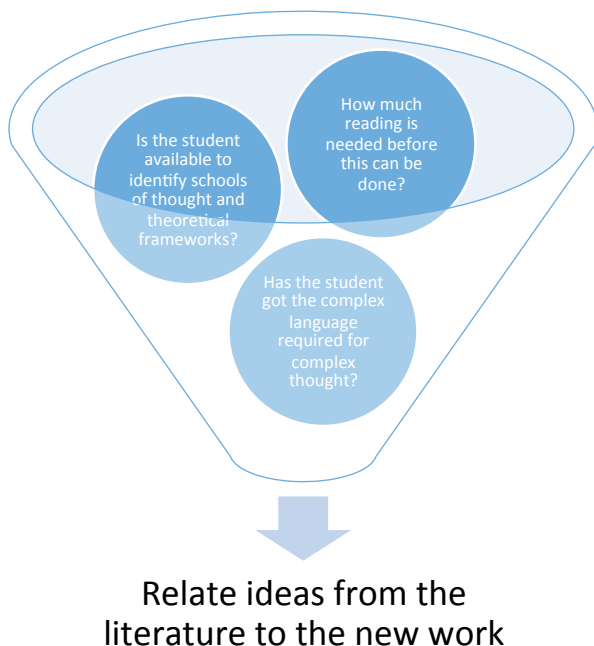 How much
reading is
needed before
this can be
done?
Is the student
available to
identify schools
of thought and
theoretical
frameworks?
Has the student
got the complex
language
required for
complex
thought?
Relate ideas from the
literature to the new work